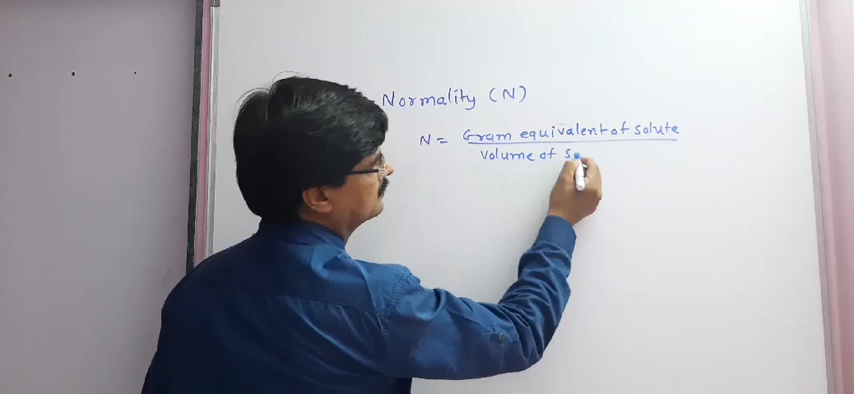 Normality (N)
N = Gram equivalent of solute
Volume of so